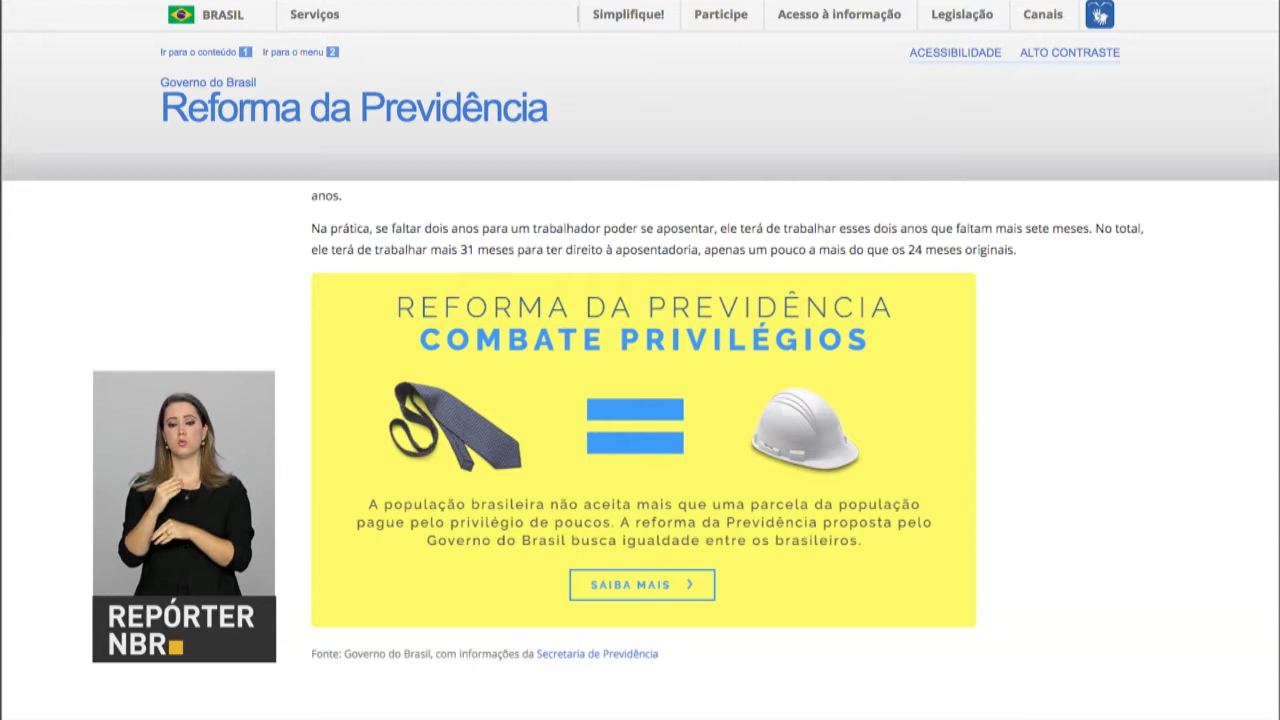 BRASIL Serviços Simplifique! Participe Acesso à informação Legislação Canais
Ir para o conteúdo 1 Ir para o menu 2 ACESSIBILIDADE ALTO CONTRASTE
Governo do Brasil
Reforma da Previdência
anos.
Na prática, se faltar dois anos para um trabalhador poder se aposentar, ele terá de trabalhar esses dois anos que faltam mais sete meses. No total,
ele terá de trabalhar mais 31 meses para ter direito à aposentadoria, apenas um pouco a mais do que os 24 meses originais.
REFORMA DA PREVIDÊNCIA
COMBATE PRIVILÉGIOS
A população brasileira não aceita mais que uma parcela da população
pague pelo privilégio de poucos. A reforma da Previdência proposta pelo
Governo do Brasil busca igualdade entre os brasileiros.
SAIBA MAIS >
REPÓRTER
NBR
Fonte: Governo do Brasil, com informações da Secretaria de Previdência